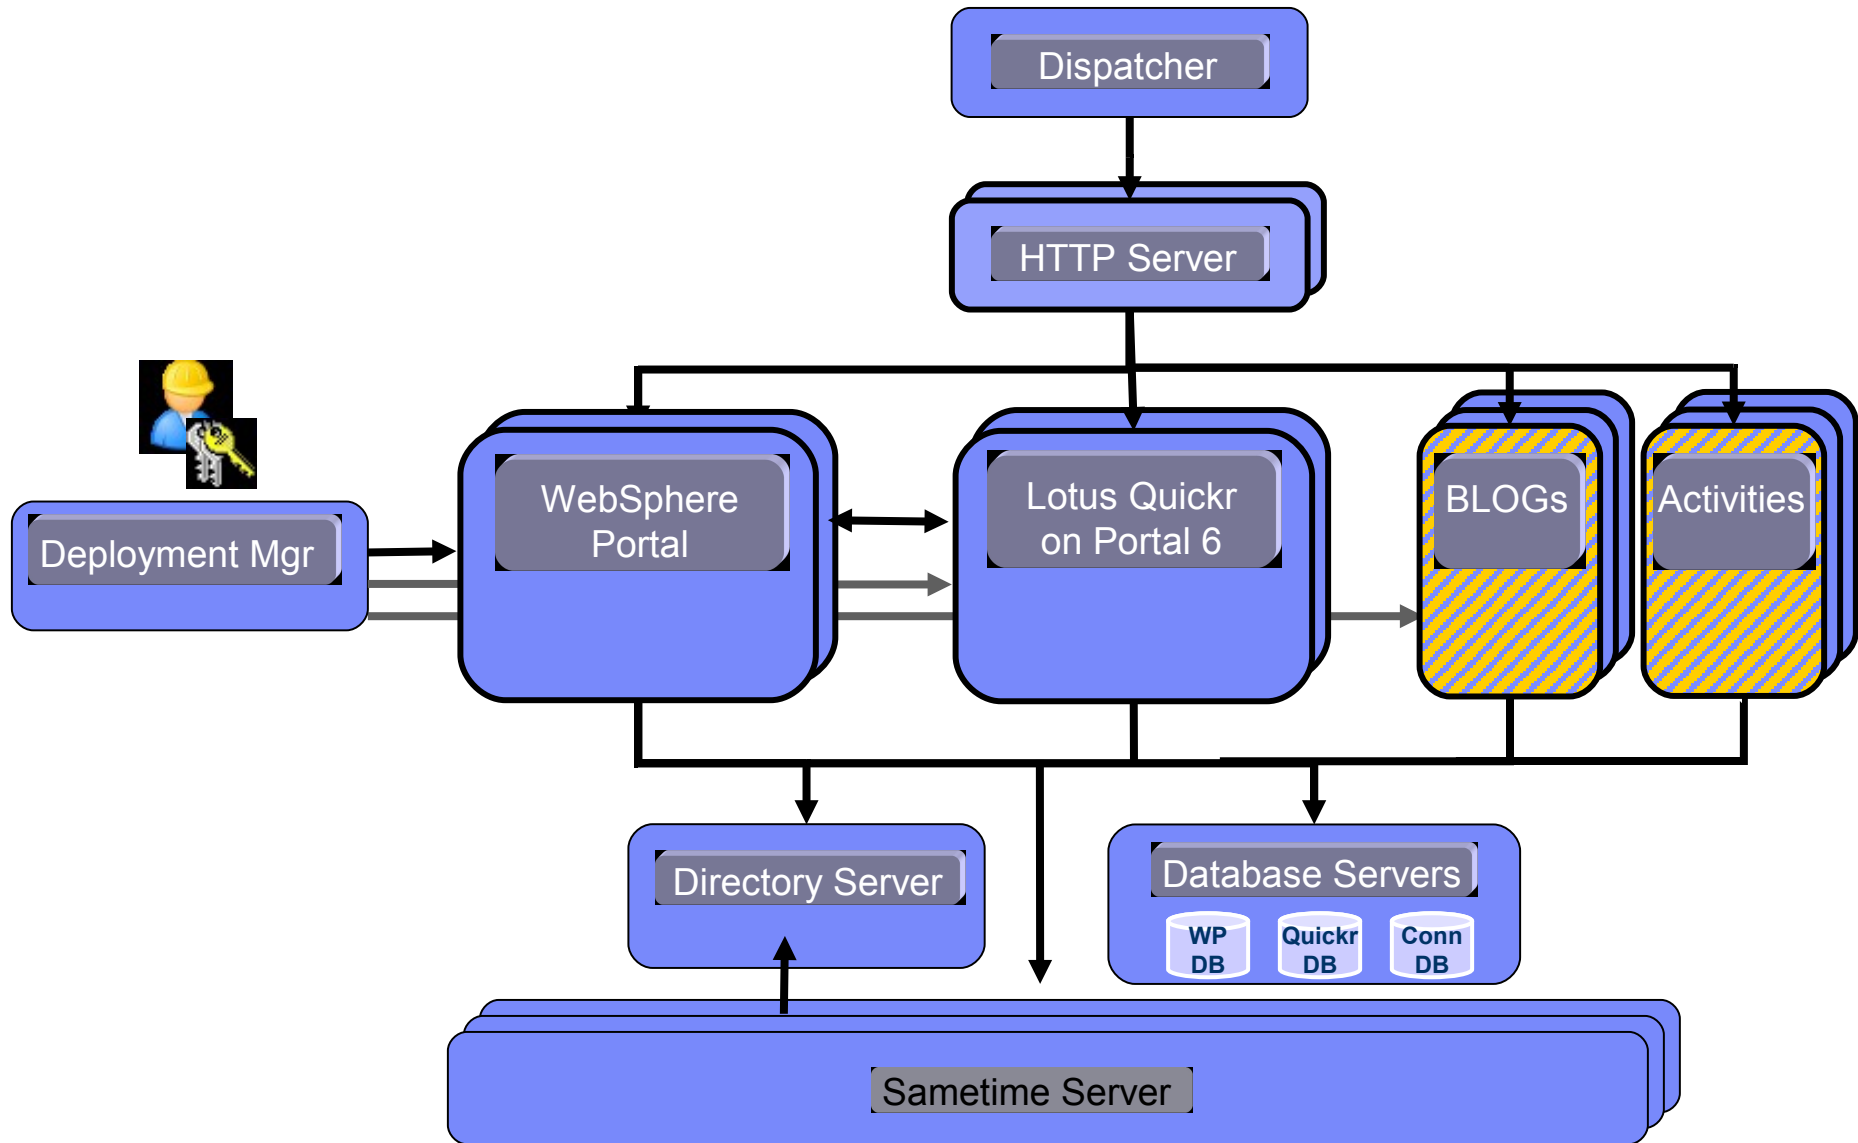 Dispatcher
HTTP Server
WebSphere
Portal
Lotus Quickr
on Portal 6
BLOGs
Activities
Deployment Mgr
Directory Server
Database Servers
WP
DB
Quickr
DB
Conn
DB
Sametime Server